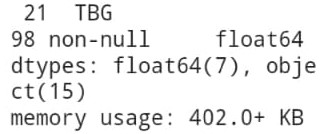 21  TBG
98 non-null      float64
dtypes: float64(7), obje
ct(15)
memory usage: 402.0+ KB